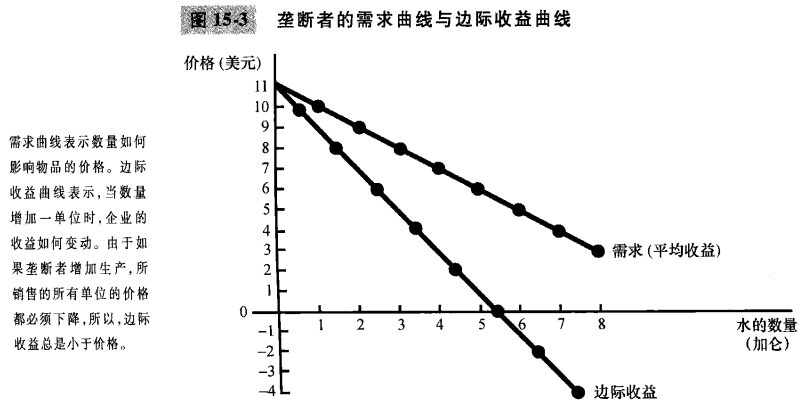 图 15-3 垄断者的需求曲线与边际收益曲线
价格(美元)
需求曲线表示数量如何
影响物品的价格。边际
收益曲线表示,当数量
增加一单位时,企业的
收益如何变动。由于如
果垄断者增加生产,所
销售的所有单位的价格
都必须下降,所以,边际
收益总是小于价格。
11
10
9
8
7
6
5
4
3
2
1
0
-1
-2
-3
-4
1 2 3 4 5 6 7 8
需求(平均收益)
水的数量
(加仑)
边际收益